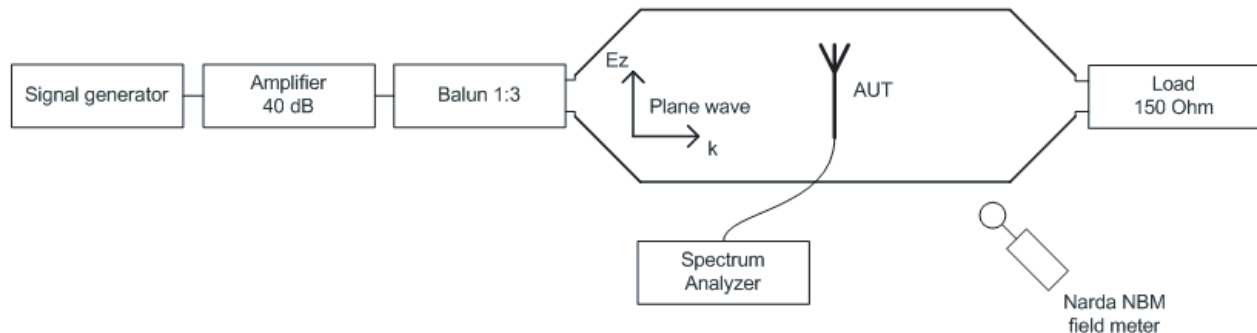 Signal generator
Amplifier
40 dB
Balun 1:3
Ez
Plane wave
k
AUT
Load
150 Ohm
Spectrum
Analyzer
Narda NBM
field meter